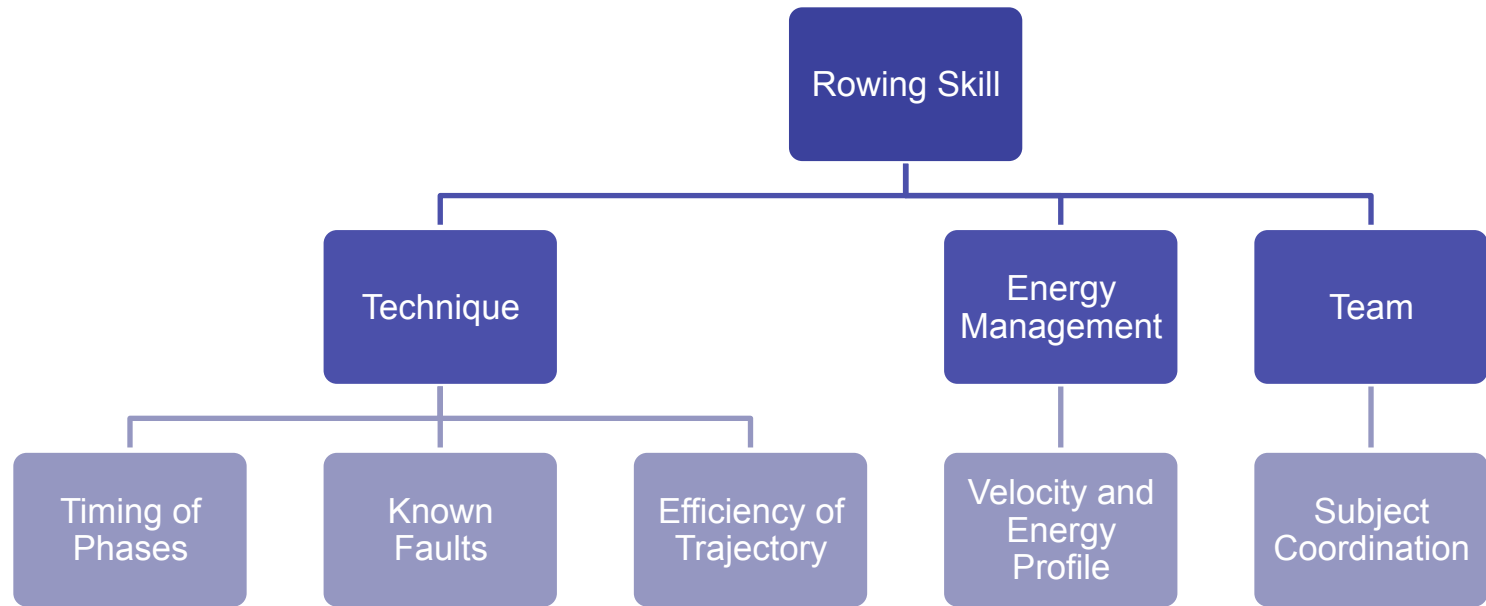 Rowing Skill
Technique
Energy
Management
Team
Timing of
Phases
Known
Faults
Efficiency of
Trajectory
Velocity and
Energy
Profile
Subject
Coordination